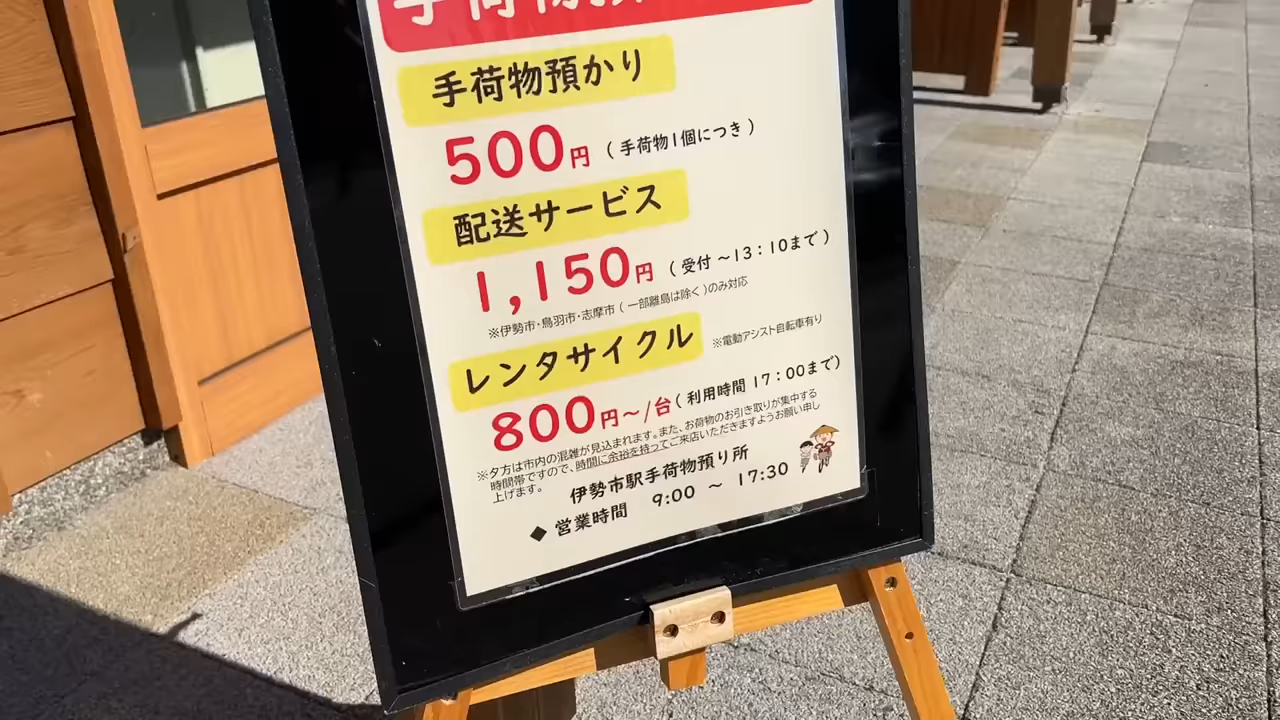 手荷物預
手荷物預かり
500円 ( 手荷物1個につき )
配送サービス
1,150円 ( 受付 ~13:10まで )
※伊勢市・鳥羽市・志摩市 ( 一部離島は除く )のみ対応
レンタサイクル ※電動アシスト自転車有り
800円~/台 ( 利用時間 17:00まで)
※夕方は市内の混雑が見込まれます。また、お荷物のお引き取りが集中する
時間帯ですので、時間に余裕を持ってご来店いただきますようお願い申し
上げます。
伊勢市駅手荷物預り所
◆ 営業時間 9:00 ~ 17:30